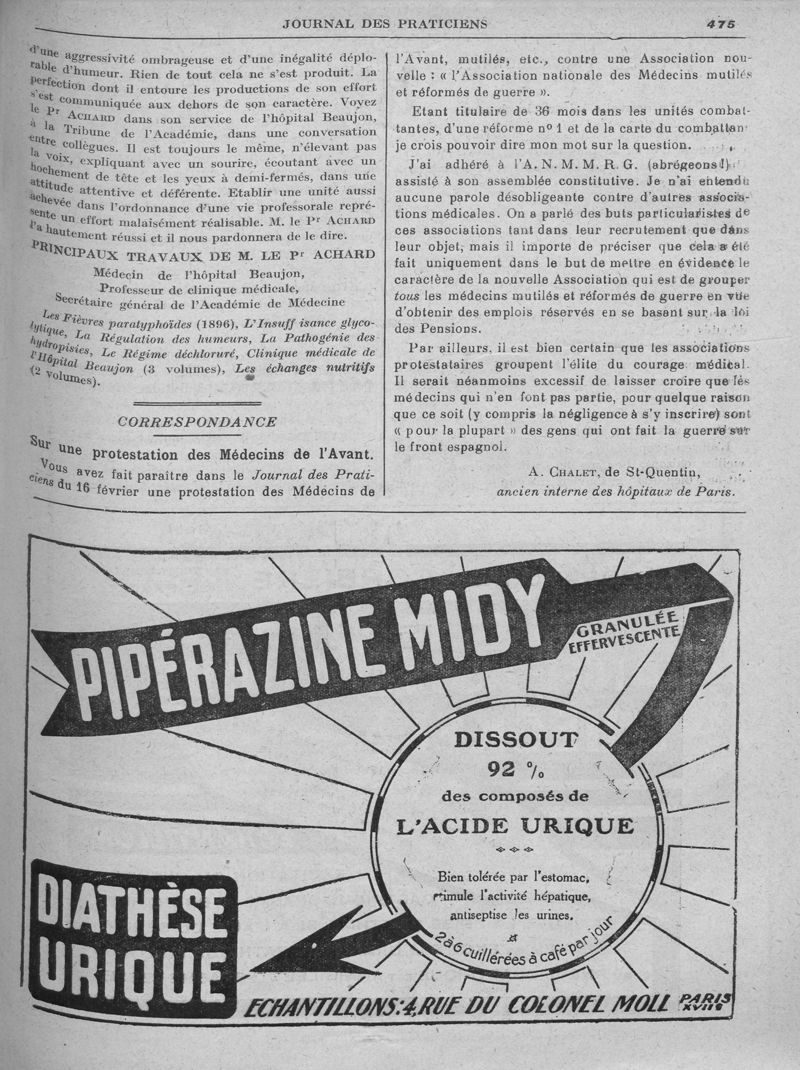 JOURNAL DES PRATICIENS 475
d'une aggressivité ombrageuse et d'une inégalité déplo-
rable d'humeur. Rien de tout cela ne s'est produit. La
perfection dont il entoure les productions de son effort
s'est communiquée aux dehors de son caractère. Voyez
le Pr ACHARD dans son service de l'hôpital Beaujon,
à la Tribune de l'Académie, dans une conversation
entre collègues. Il est toujours le même, n'élevant pas
la voix, expliquant avec un sourire, écoutant avec un
hochement de tête et les yeux à demi-fermés, dans une
attitude attentive et déférente. Etablir une unité aussi
achevée dans l'ordonnance d'une vie professorale repré-
sente un effort malaisément réalisable. M. le Pr ACHARD
l'a hautement réussi et il nous pardonnera de le dire.
PRINCIPAUX TRAVAUX DE M. LE Pr ACHARD
Médecin de l'hôpital Beaujon,
Professeur de clinique médicale,
Secrétaire général de l'Académie de Médecine
Les Fièvres paratyphoïdes (1896), L'Insuff isance glyco-
lytique, La Régulation des humeurs, La Pathogénie des
hydropisies, Le Régime déchloruré, Clinique médicale de
l'Hôpital Beaujon (3 volumes), Les échanges nutritifs
(2 volumes).
CORRESPONDANCE
Sur une protestation des Médecins de l'Avant.
Vous avez fait paraître dans le Journal des Prati-
ciens du 16 février une protestation des Médecins de
l'Avant, mutilés, etc., contre une Association nou-
velle : « l'Association nationale des Médecins mutilés
et réformés de guerre ».
Etant titulaire de 36 mois dans les unités combat-
tantes, d'une réforme nº 1 et de la carte du combattan
je crois pouvoir dire mon mot sur la question.
J'ai adhéré à l'A. N. M. M. R. G. (abrégeons !)
assisté à son assemblée constitutive. Je n'ai entendu
aucune parole désobligeante contre d'autres associa-
tions médicales. On a parlé des buts particularistes de
ces associations tant dans leur recrutement que dans
leur objet, mais il importe de préciser que cela a été
fait uniquement dans le but de mettre en évidence le
caractère de la nouvelle Association qui est de grouper
tous les médecins mutilés et réformés de guerre en vue
d'obtenir des emplois réservés en se basant sur la loi
des Pensions.
Par ailleurs, il est bien certain que les associations
protestataires groupent l'élite du courage médical.
Il serait néanmoins excessif de laisser croire que les
médecins qui n'en font pas partie, pour quelque raison
que ce soit (y compris la négligence à s'y inscrire) sont
« pour la plupart » des gens qui ont fait la guerre sur
le front espagnol.
A. CHALET, de St-Quentin,
ancien interne des hôpitaux de Paris.
PIPÉRAZINE MIDY
GRANULÉE
EFFERVESCENTE
DISSOUT
92 %
des composés de
L'ACIDE URIQUE
Bien tolérée par l'estomac,
stimule l'activité hépatique,
antiseptise les urines.
2 à 6 cuillérées à café par jour
DIATHÈSE
URIQUE
ECHANTILLONS: 4, RUE DU COLONEL MOLL PARIS XVIIe